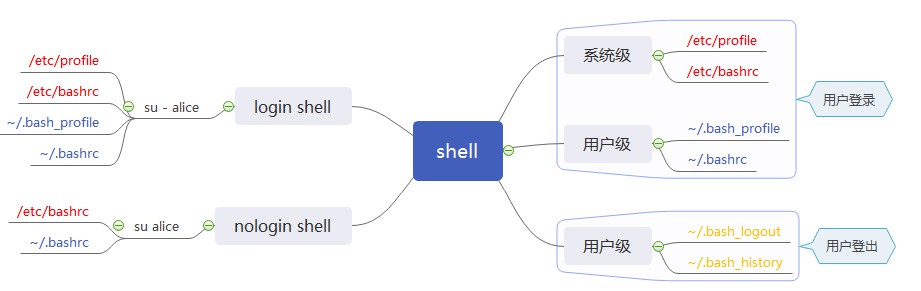 /etc/profile
/etc/bashrc
~/.bash_profile
~/.bashrc
su - alice
login shell
/etc/bashrc
~/.bashrc
su alice
nologin shell
shell
系统级
/etc/profile
/etc/bashrc
用户级
~/.bash_profile
~/.bashrc
用户登录
用户级
~/.bash_logout
~/.bash_history
用户登出